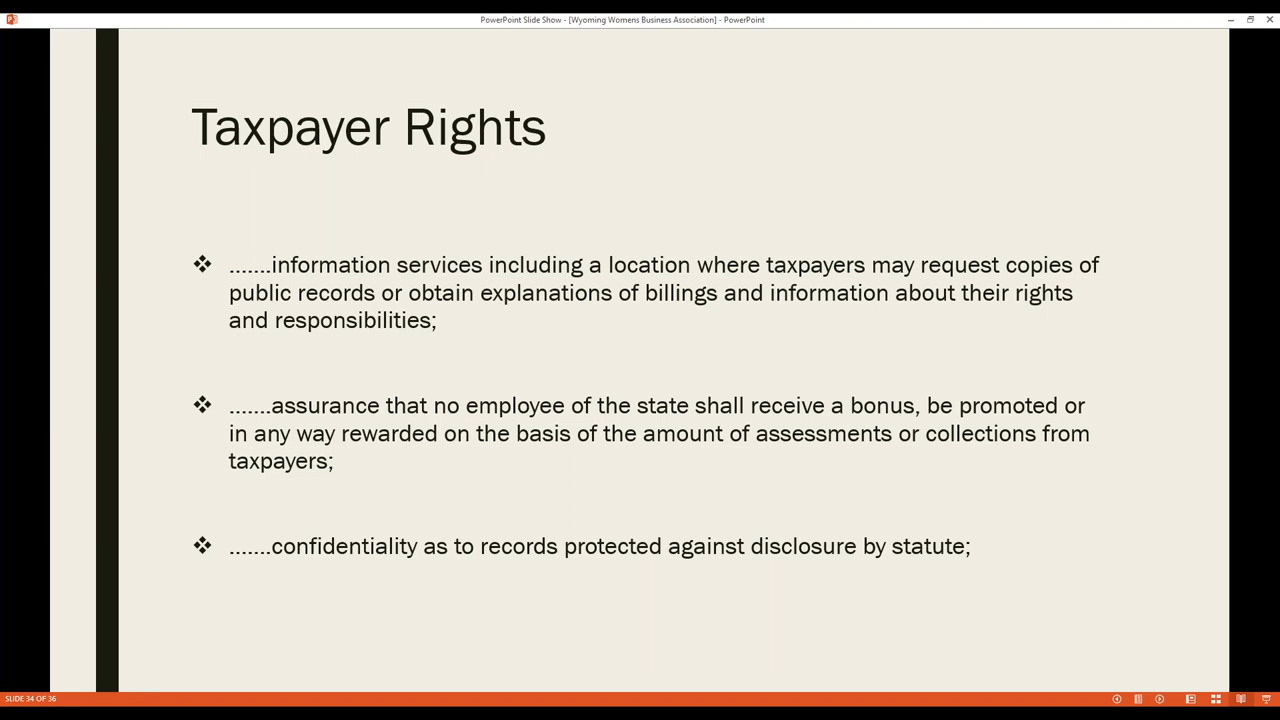 PowerPoint Slide Show - [Wyoming Womens Business Association] - PowerPoint
Taxpayer Rights
❖ .......information services including a location where taxpayers may request copies of
public records or obtain explanations of billings and information about their rights
and responsibilities;
❖ .......assurance that no employee of the state shall receive a bonus, be promoted or
in any way rewarded on the basis of the amount of assessments or collections from
taxpayers;
❖ .......confidentiality as to records protected against disclosure by statute;
SLIDE 34 OF 36